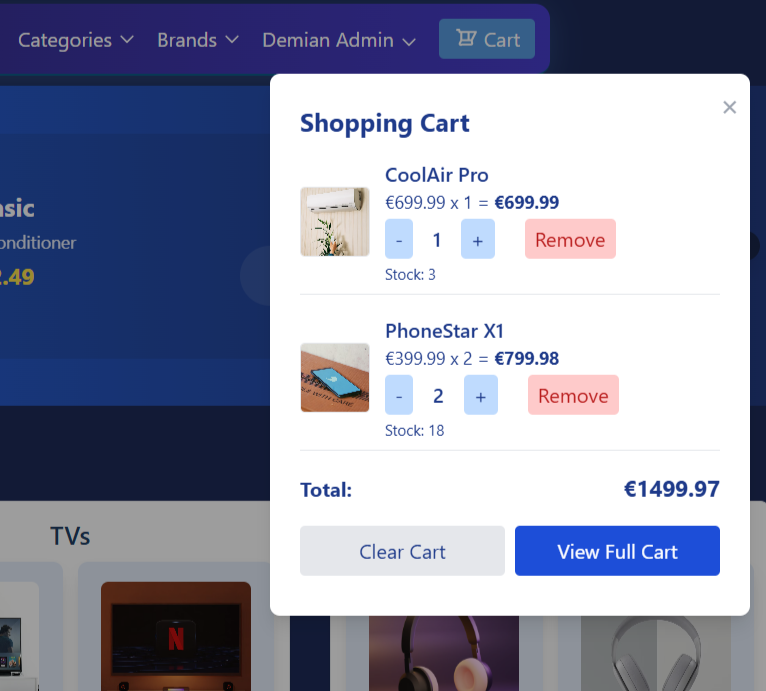 Categories Brands Demian Admin Cart
Shopping Cart
×
CoolAir Pro
€699.99 x 1 = €699.99
- 1 + Remove
Stock: 3
PhoneStar X1
€399.99 x 2 = €799.98
- 2 + Remove
Stock: 18
Total: €1499.97
Clear Cart View Full Cart
sic
onditioner
.49
TVs
N